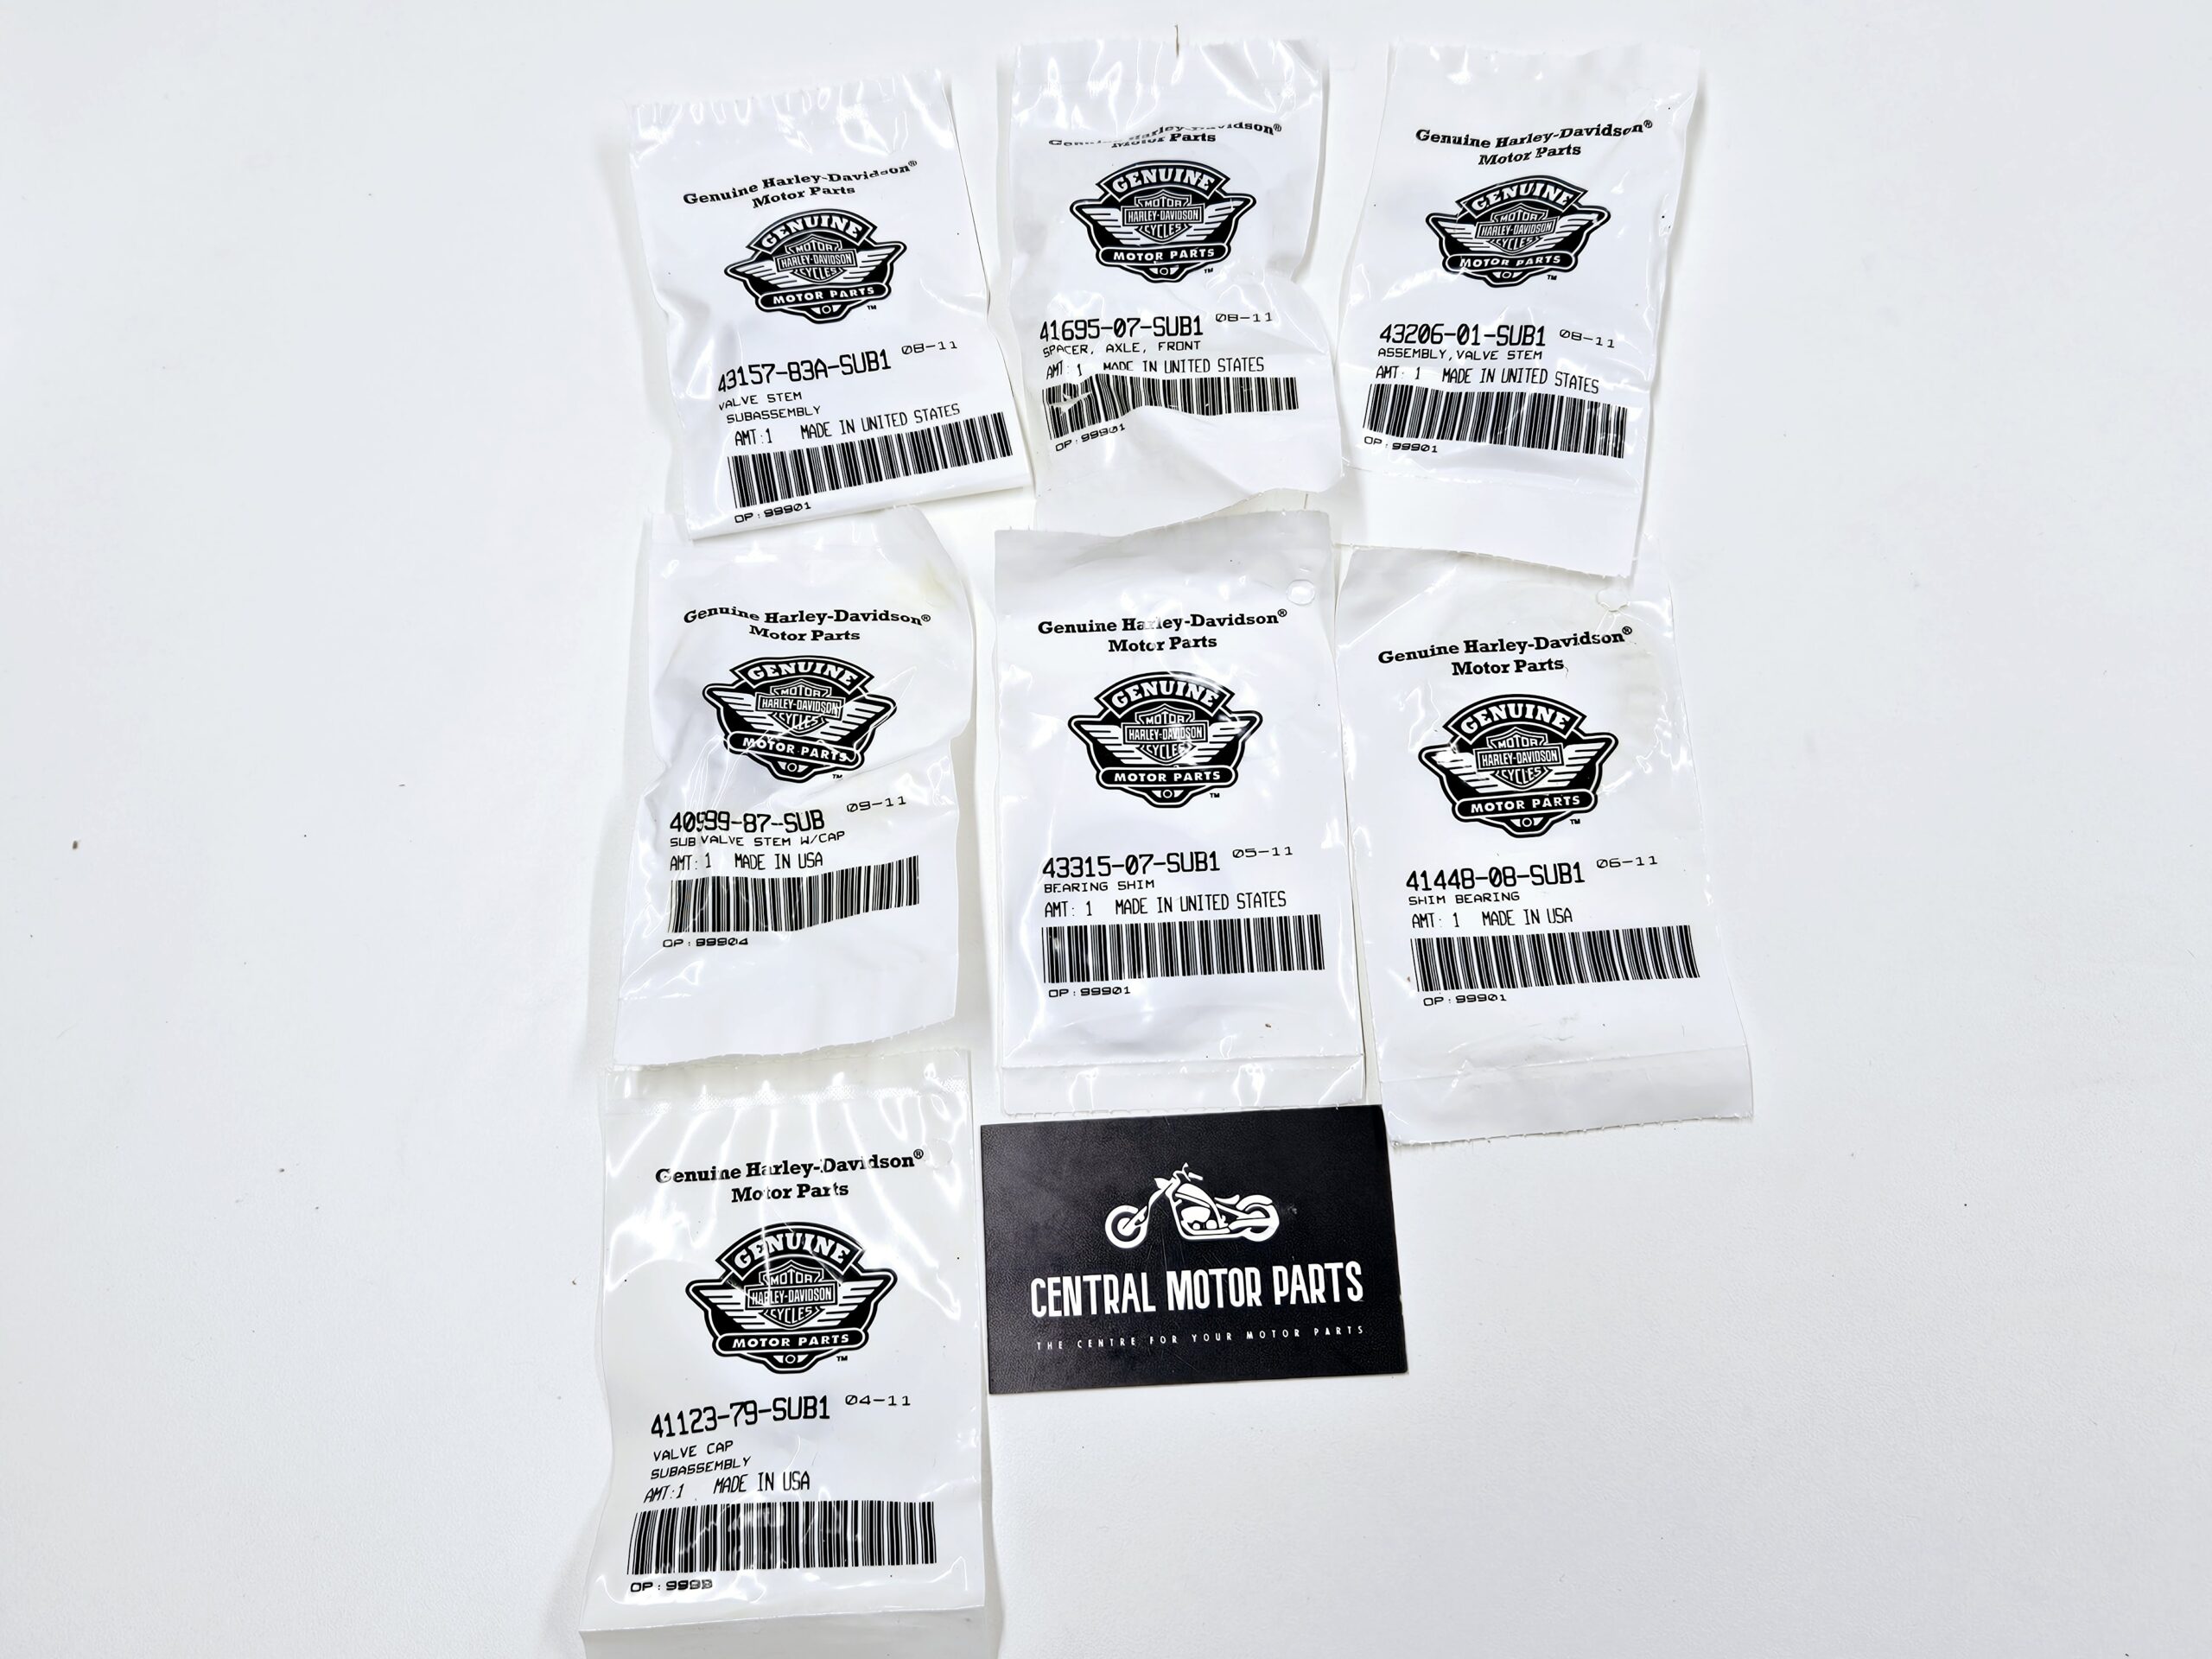 Genuine Harley-Davidson®
Motor Parts
GENUINE
MOTOR
HARLEY-DAVIDSON
CYCLES
MOTOR PARTS
TM
43157-83A-SUB1 08-11
VALVE STEM
SUBASSEMBLY
AMT:1 MADE IN UNITED STATES
OP:99901
Harley-Davidson®
Motor Parts
GENUINE
MOTOR
HARLEY-DAVIDSON
CYCLES
MOTOR PARTS
TM
41695-07-SUB1 08-11
SPACER, AXLE, FRONT
AMT: 1 MADE IN UNITED STATES
OP:99901
Genuine Harley-Davidson®
Motor Parts
GENUINE
MOTOR
HARLEY-DAVIDSON
CYCLES
MOTOR PARTS
TM
43206-01-SUB1 08-11
ASSEMBLY,VALVE STEM
AMT: 1 MADE IN UNITED STATES
OP:99901
Genuine Harley-Davidson®
Motor Parts
GENUINE
MOTOR
HARLEY-DAVIDSON
CYCLES
MOTOR PARTS
TM
40999-87-SUB 09-11
SUB VALVE STEM W/CAP
AMT: 1 MADE IN USA
OP:99904
Genuine Harley-Davidson®
Motor Parts
GENUINE
MOTOR
HARLEY-DAVIDSON
CYCLES
MOTOR PARTS
TM
43315-07-SUB1 05-11
BEARING SHIM
AMT: 1 MADE IN UNITED STATES
OP:99901
Genuine Harley-Davidson®
Motor Parts
GENUINE
MOTOR
HARLEY-DAVIDSON
CYCLES
MOTOR PARTS
TM
41448-08-SUB1 06-11
SHIM BEARING
AMT: 1 MADE IN USA
OP:99901
Genuine Harley-Davidson®
Motor Parts
GENUINE
MOTOR
HARLEY-DAVIDSON
CYCLES
MOTOR PARTS
TM
41123-79-SUB1 04-11
VALVE CAP
SUBASSEMBLY
AMT:1 MADE IN USA
CENTRAL MOTOR PARTS
THE CENTRE FOR YOUR MOTOR PARTS